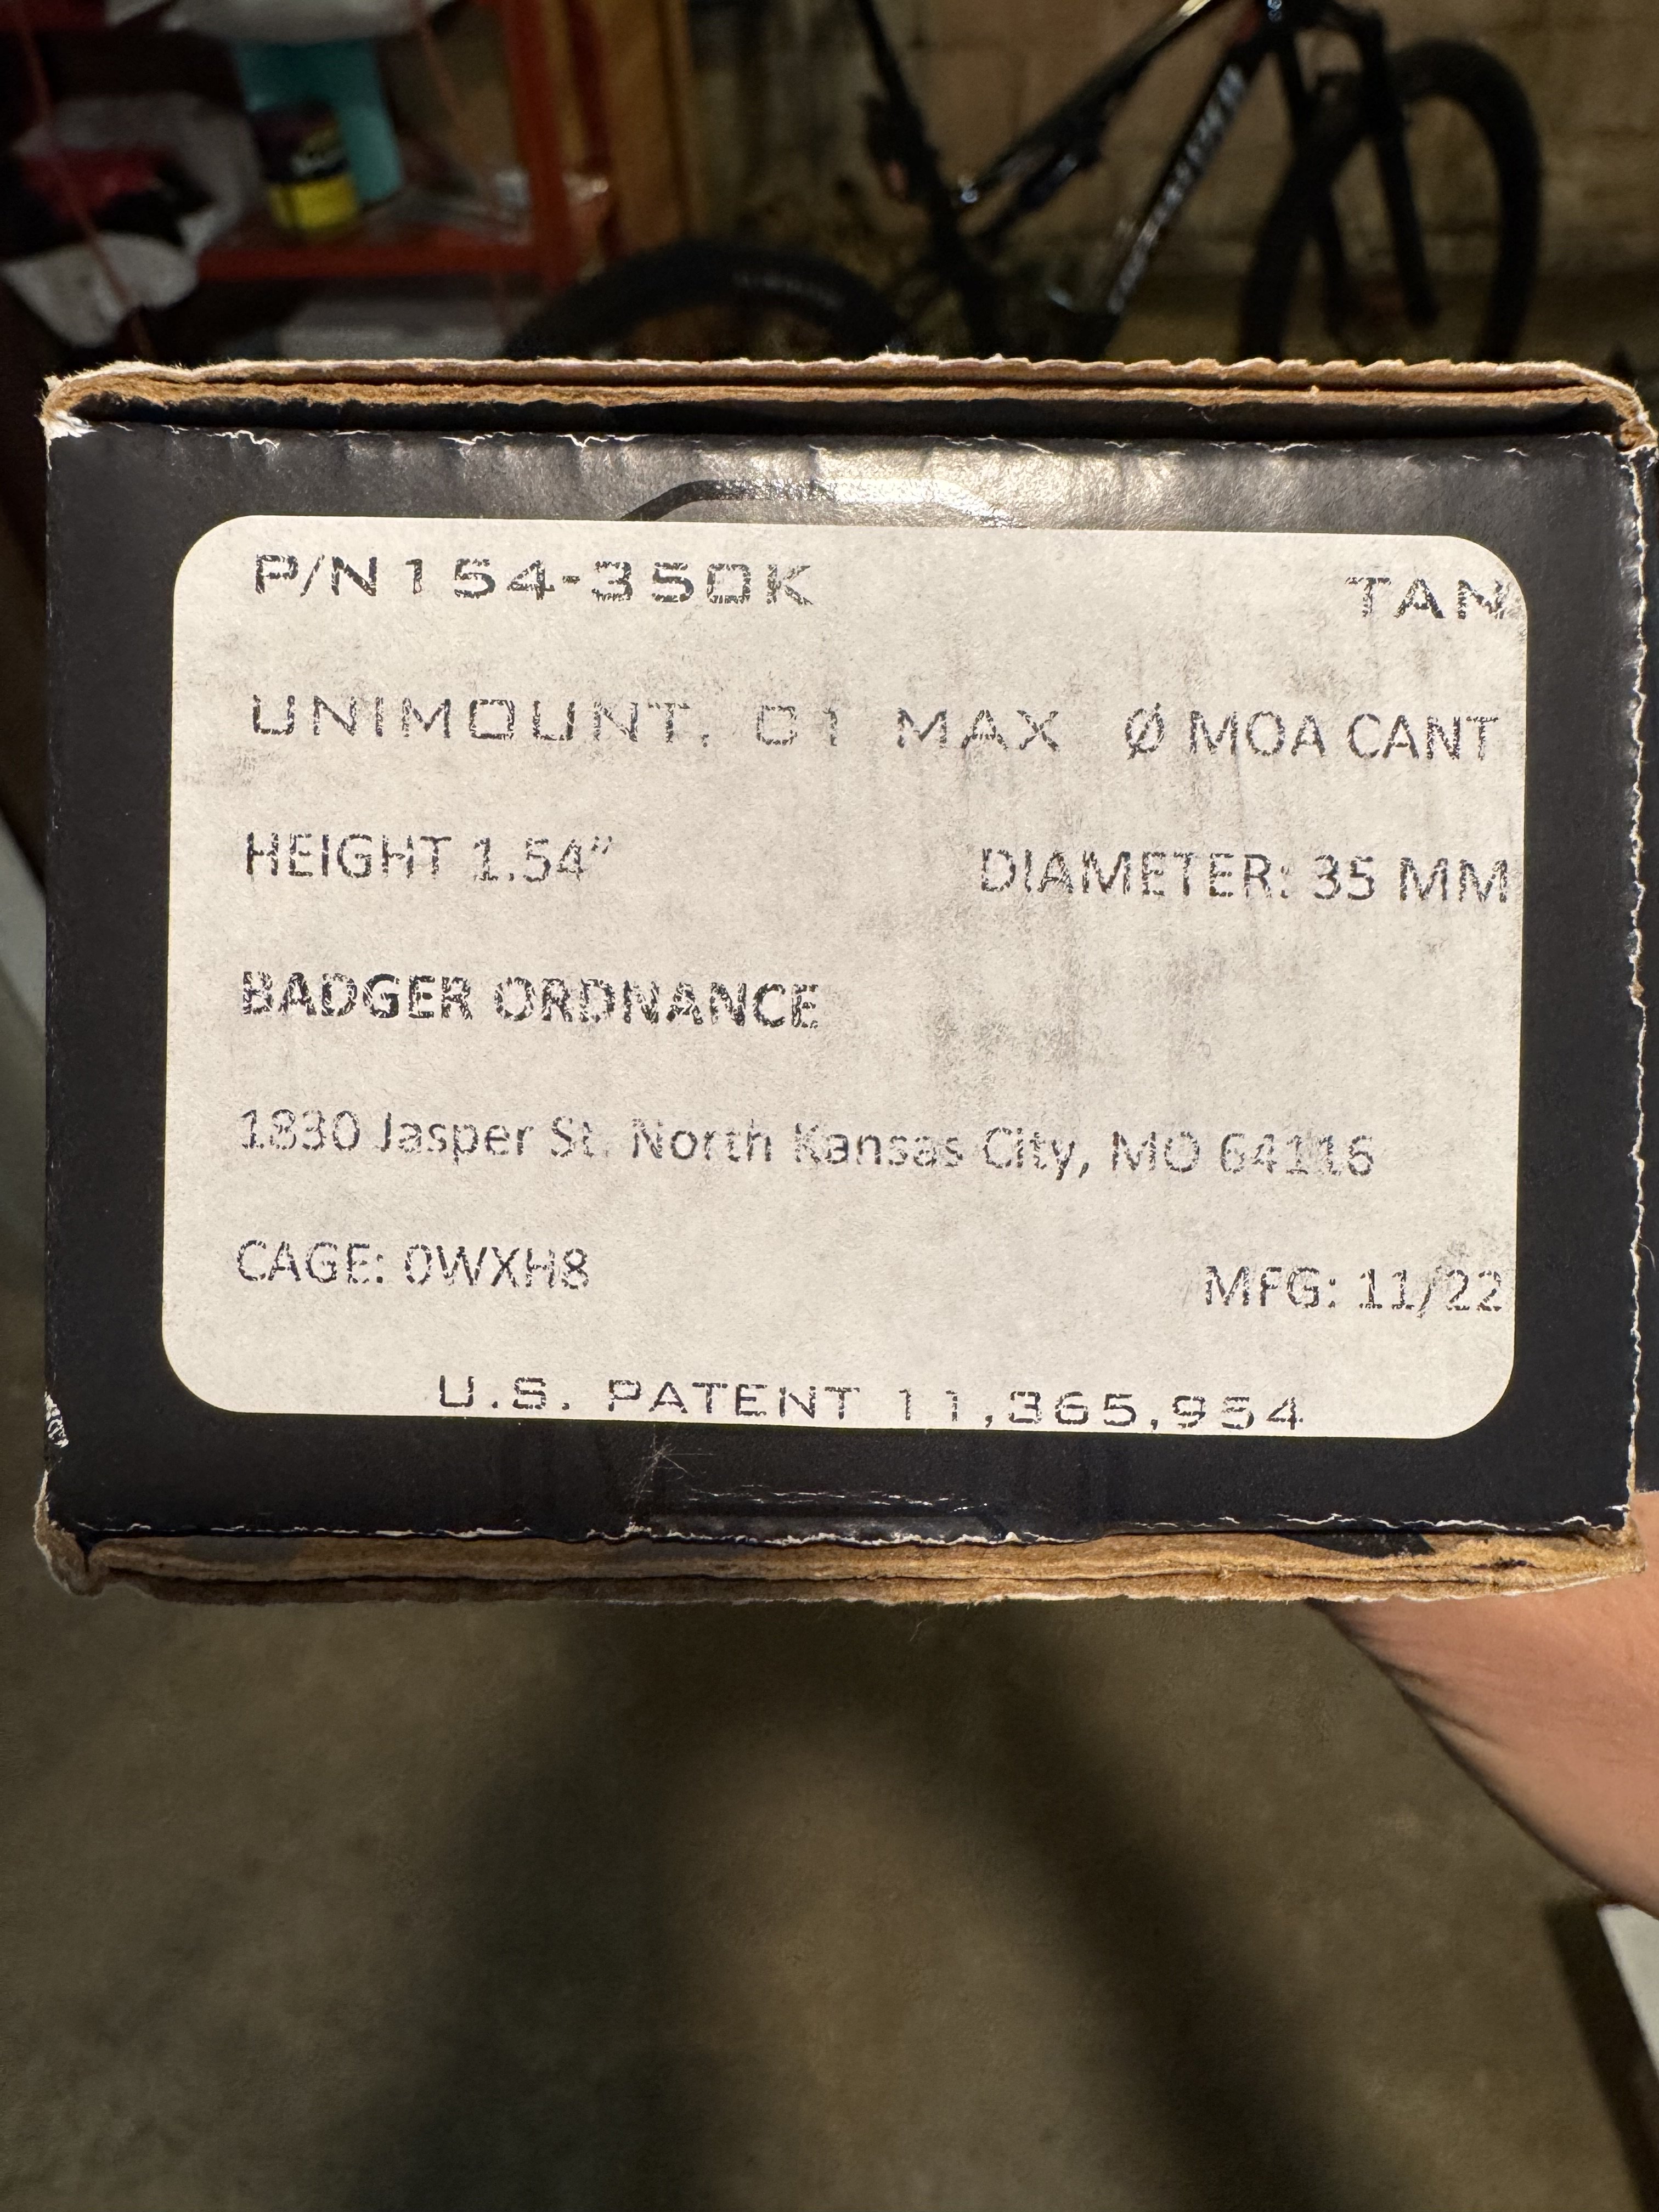 P/N 154-350K TAN
UNIMOUNT, C1 MAX Ø MOA CANT
HEIGHT 1.54” DIAMETER: 35 MM
BADGER ORDNANCE
1830 Jasper St. North Kansas City, MO 64116
CAGE: 0WXH8 MFG: 11/22
U.S. PATENT 11,365,954